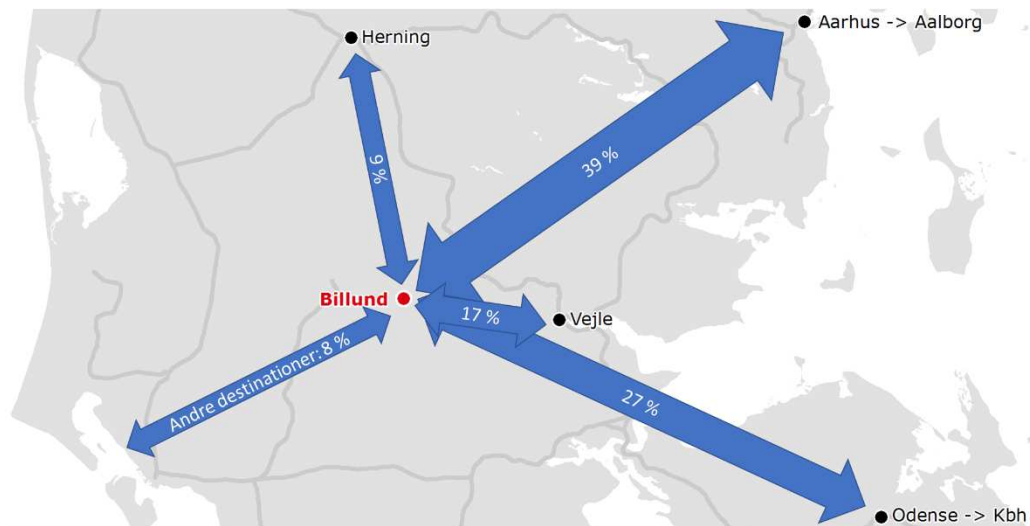 Aarhus -> Aalborg
Herning
39 %
9 %
Billund
17 %
Vejle
Andre destinationer: 8 %
27 %
Odense -> Kbh